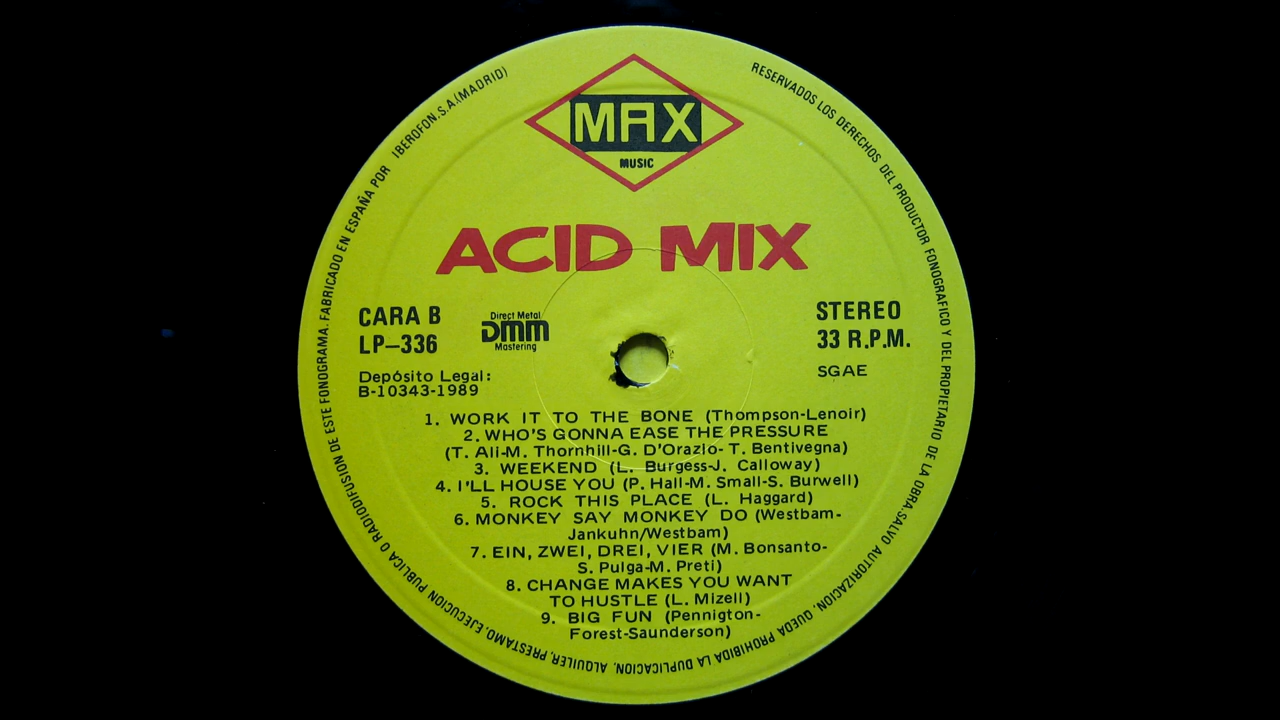 MAX
MUSIC
ACID MIX
CARA B
LP-336
Direct Metal
DMM
Mastering
STEREO
33 R.P.M.
SGAE
Depósito Legal:
B-10343-1989
1. WORK IT TO THE BONE (Thompson-Lenoir)
2. WHO'S GONNA EASE THE PRESSURE
(T. Ali-M. Thornhill-G. D'Orazio- T. Bentivegna)
3. WEEKEND (L. Burgess-J. Calloway)
4. I'LL HOUSE YOU (P. Hall-M. Small-S. Burwell)
5. ROCK THIS PLACE (L. Haggard)
6. MONKEY SAY MONKEY DO (Westbam-
Jankuhn/Westbam)
7. EIN, ZWEI, DREI, VIER (M. Bonsanto-
S. Pulga-M. Preti)
8. CHANGE MAKES YOU WANT
TO HUSTLE (L. Mizell)
9. BIG FUN (Pennigton-
Forest-Saunderson)
RESERVADOS LOS DERECHOS DEL PRODUCTOR FONOGRAFICO Y DEL PROPIETARIO DE LA OBRA.SALVO AUTORIZACION, QUEDA PROHIBIDA LA DUPLICACION, ALQUILER, PRESTAMO, EJECUCION PUBLICA O RADIODIFUSION DE ESTE FONOGRAMA. FABRICADO EN ESPAÑA POR IBEROFON.S.A.(MADRID)